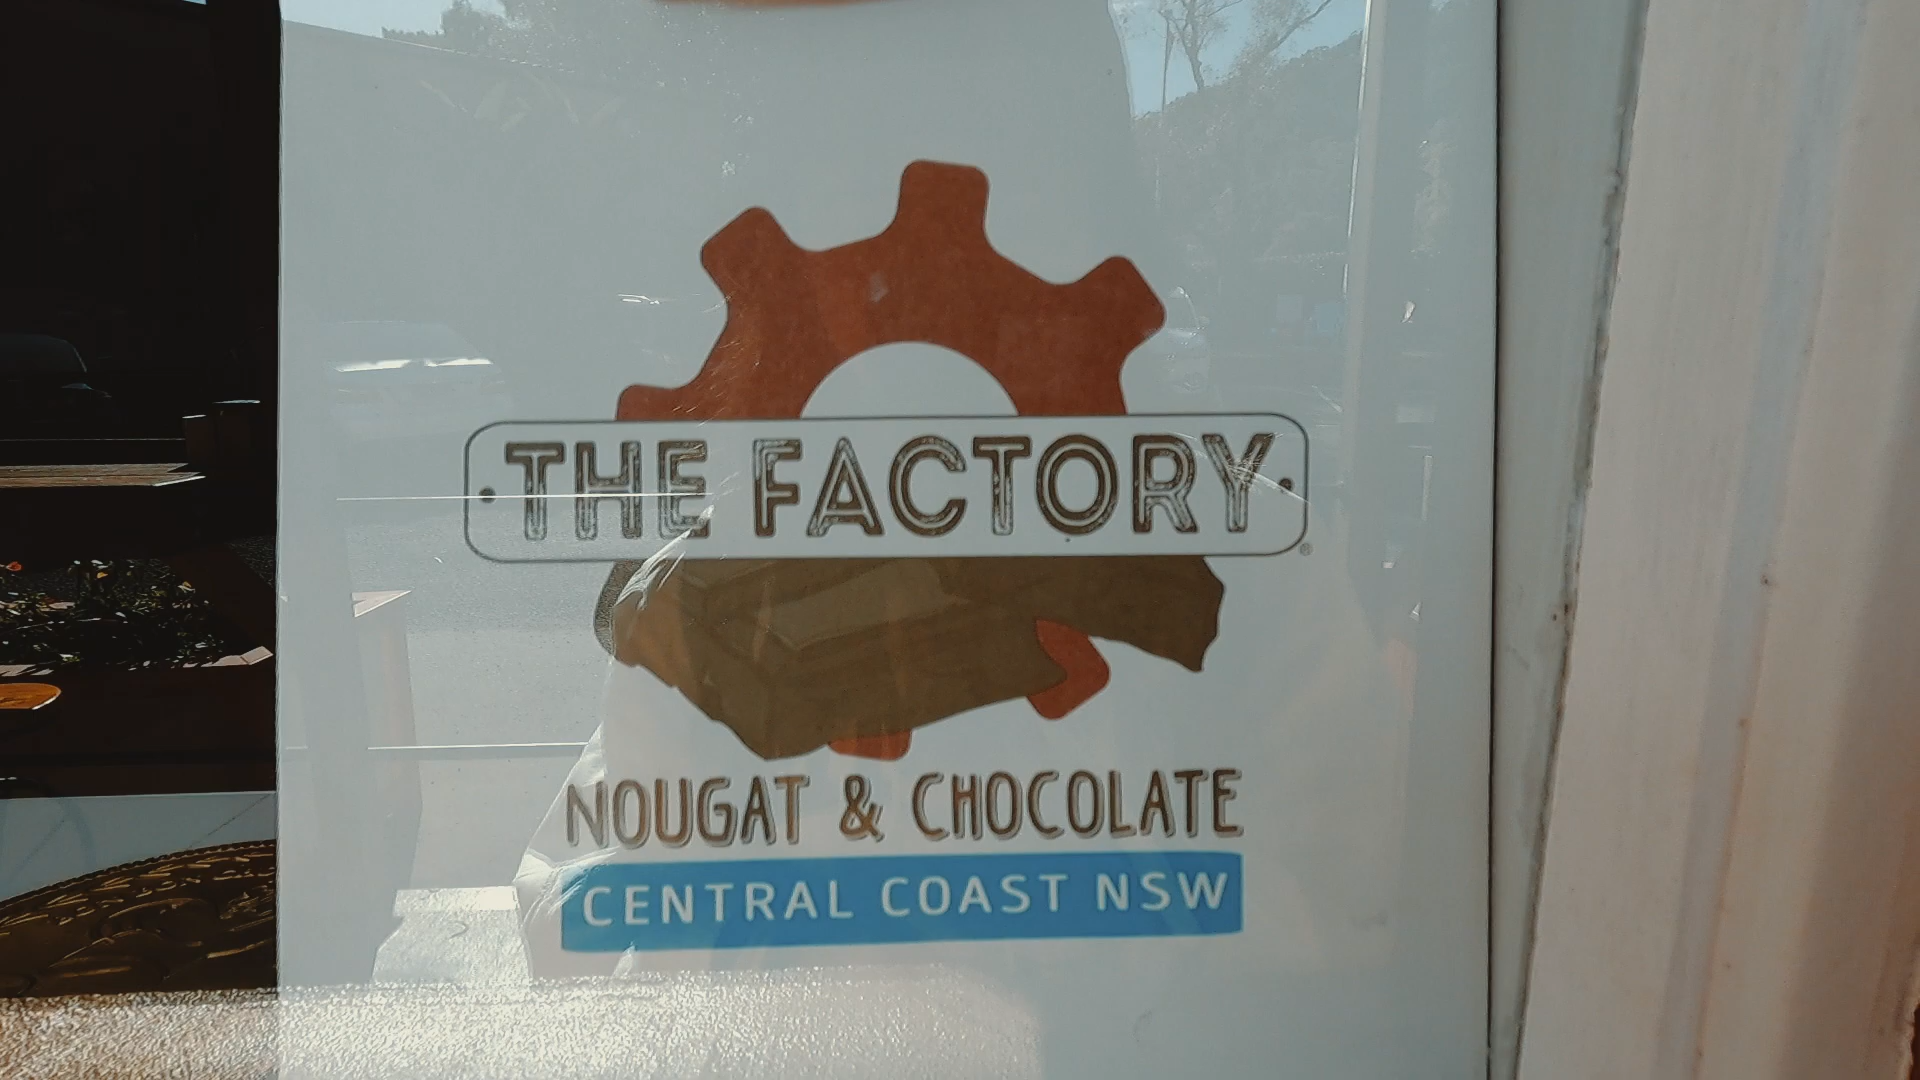 ·THE FACTORY·
®
NOUGAT & CHOCOLATE
CENTRAL COAST NSW